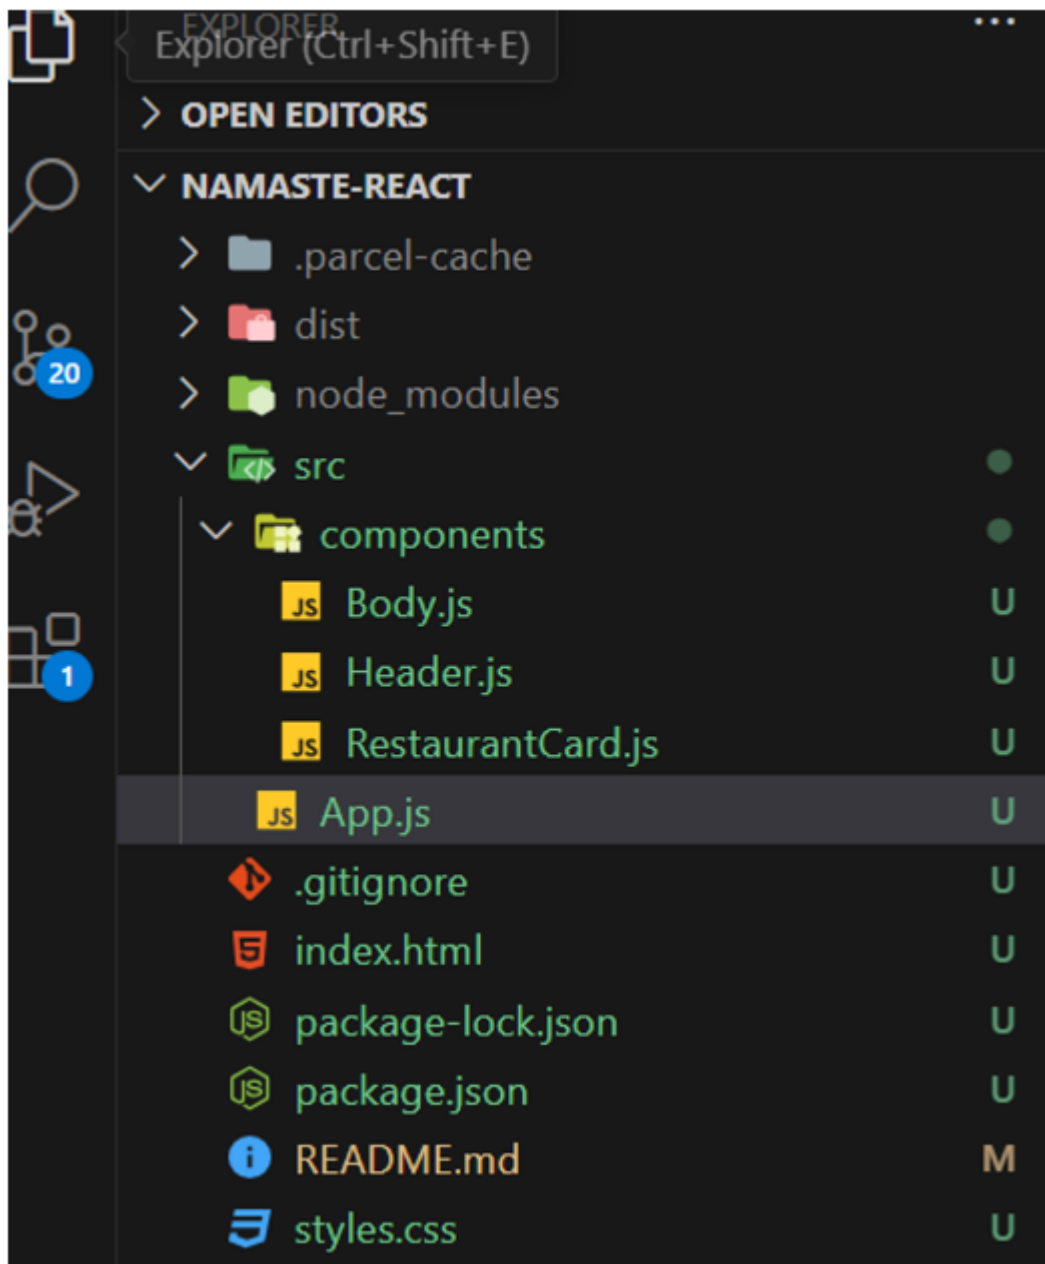 EXPLORER
Explorer (Ctrl+Shift+E)
...
OPEN EDITORS
NAMASTE-REACT
.parcel-cache
dist
20
node_modules
src
components
Body.js U
Header.js U
1
RestaurantCard.js U
App.js U
.gitignore U
index.html U
package-lock.json U
package.json U
README.md M
styles.css U